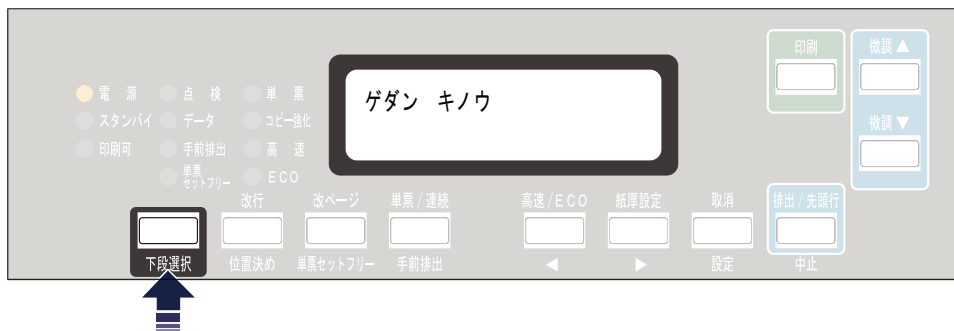 印刷 微調▲
電 源 点 検 単 票
ゲダン キノウ
スタンバイ データ コピー強化
微調▼
印刷可 手前排出 高 速
単票
セットフリー ECO
改行 改ページ 単票/連続 高速/ECO 紙厚設定 取消 排出/先頭行
下段選択 位置決め 単票セットフリー 手前排出 ◀ ▶ 設定 中止